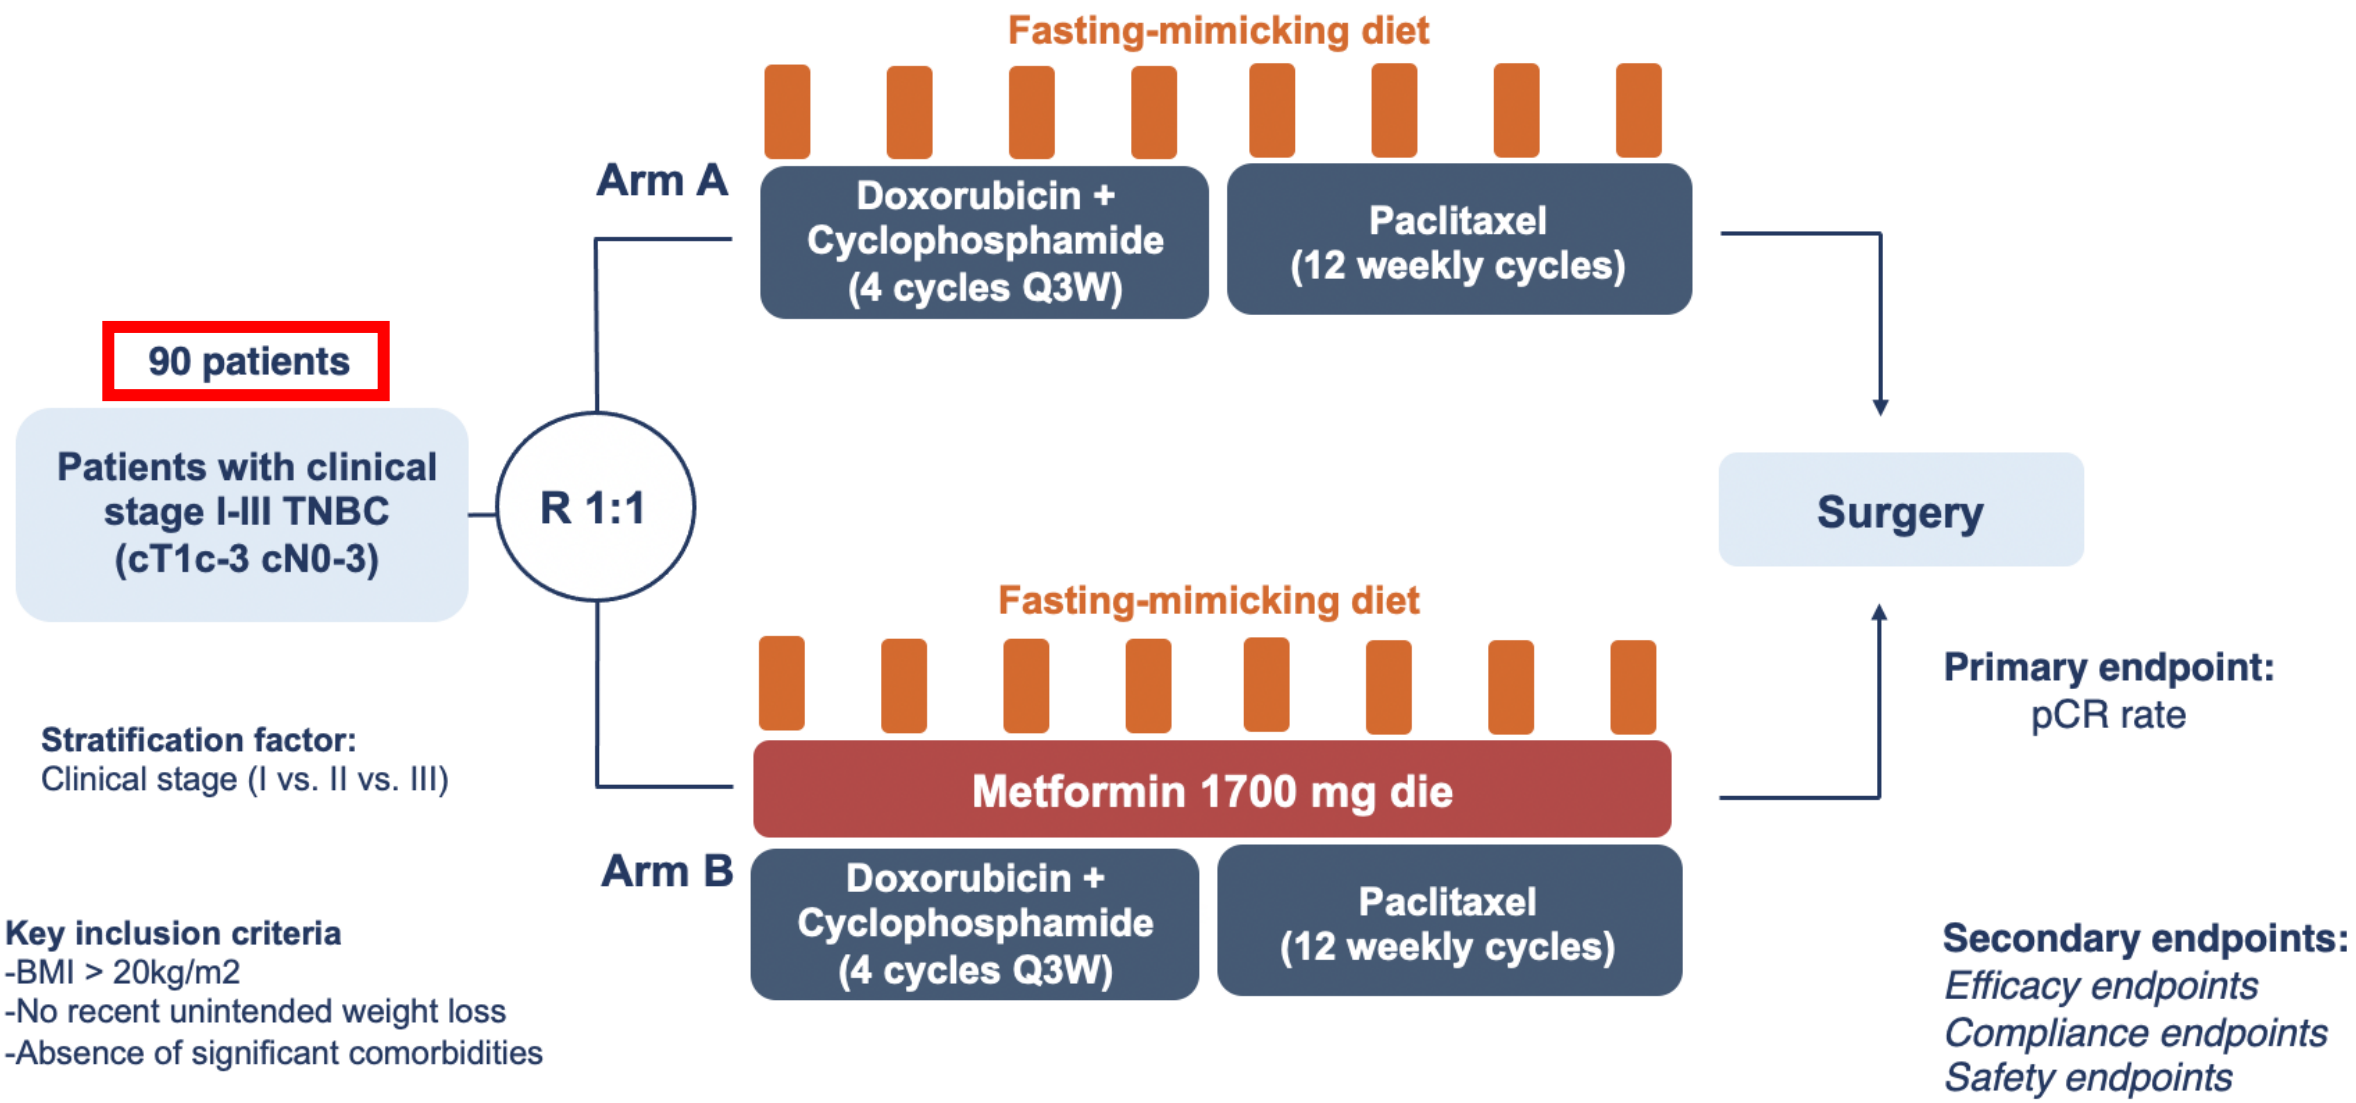 Fasting-mimicking diet
Arm A
Doxorubicin +
Cyclophosphamide
(4 cycles Q3W)
Paclitaxel
(12 weekly cycles)
90 patients
Patients with clinical
stage I-III TNBC
(cT1c-3 cN0-3)
R 1:1
Surgery
Fasting-mimicking diet
Metformin 1700 mg die
Arm B
Doxorubicin +
Cyclophosphamide
(4 cycles Q3W)
Paclitaxel
(12 weekly cycles)
Stratification factor:
Clinical stage (I vs. II vs. III)
Key inclusion criteria
-BMI > 20kg/m2
-No recent unintended weight loss
-Absence of significant comorbidities
Primary endpoint:
pCR rate
Secondary endpoints:
Efficacy endpoints
Compliance endpoints
Safety endpoints